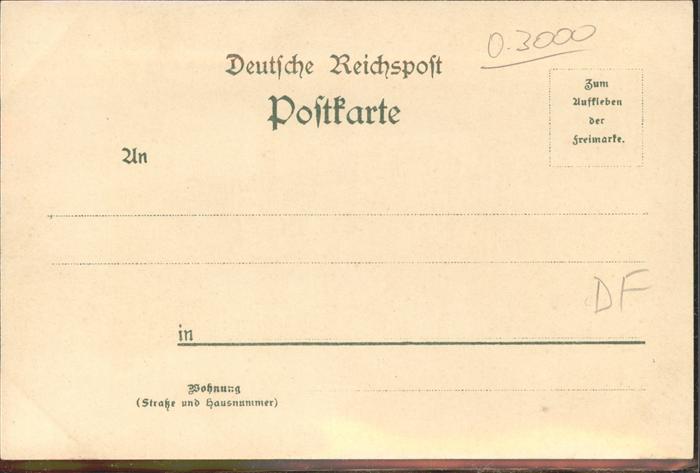 O.3000
Deutsche Reichspost
Postkarte
Zum
Aufkleben
der
Freimarke.
An
DF
in
Wohnung
(Straße und Hausnummer)